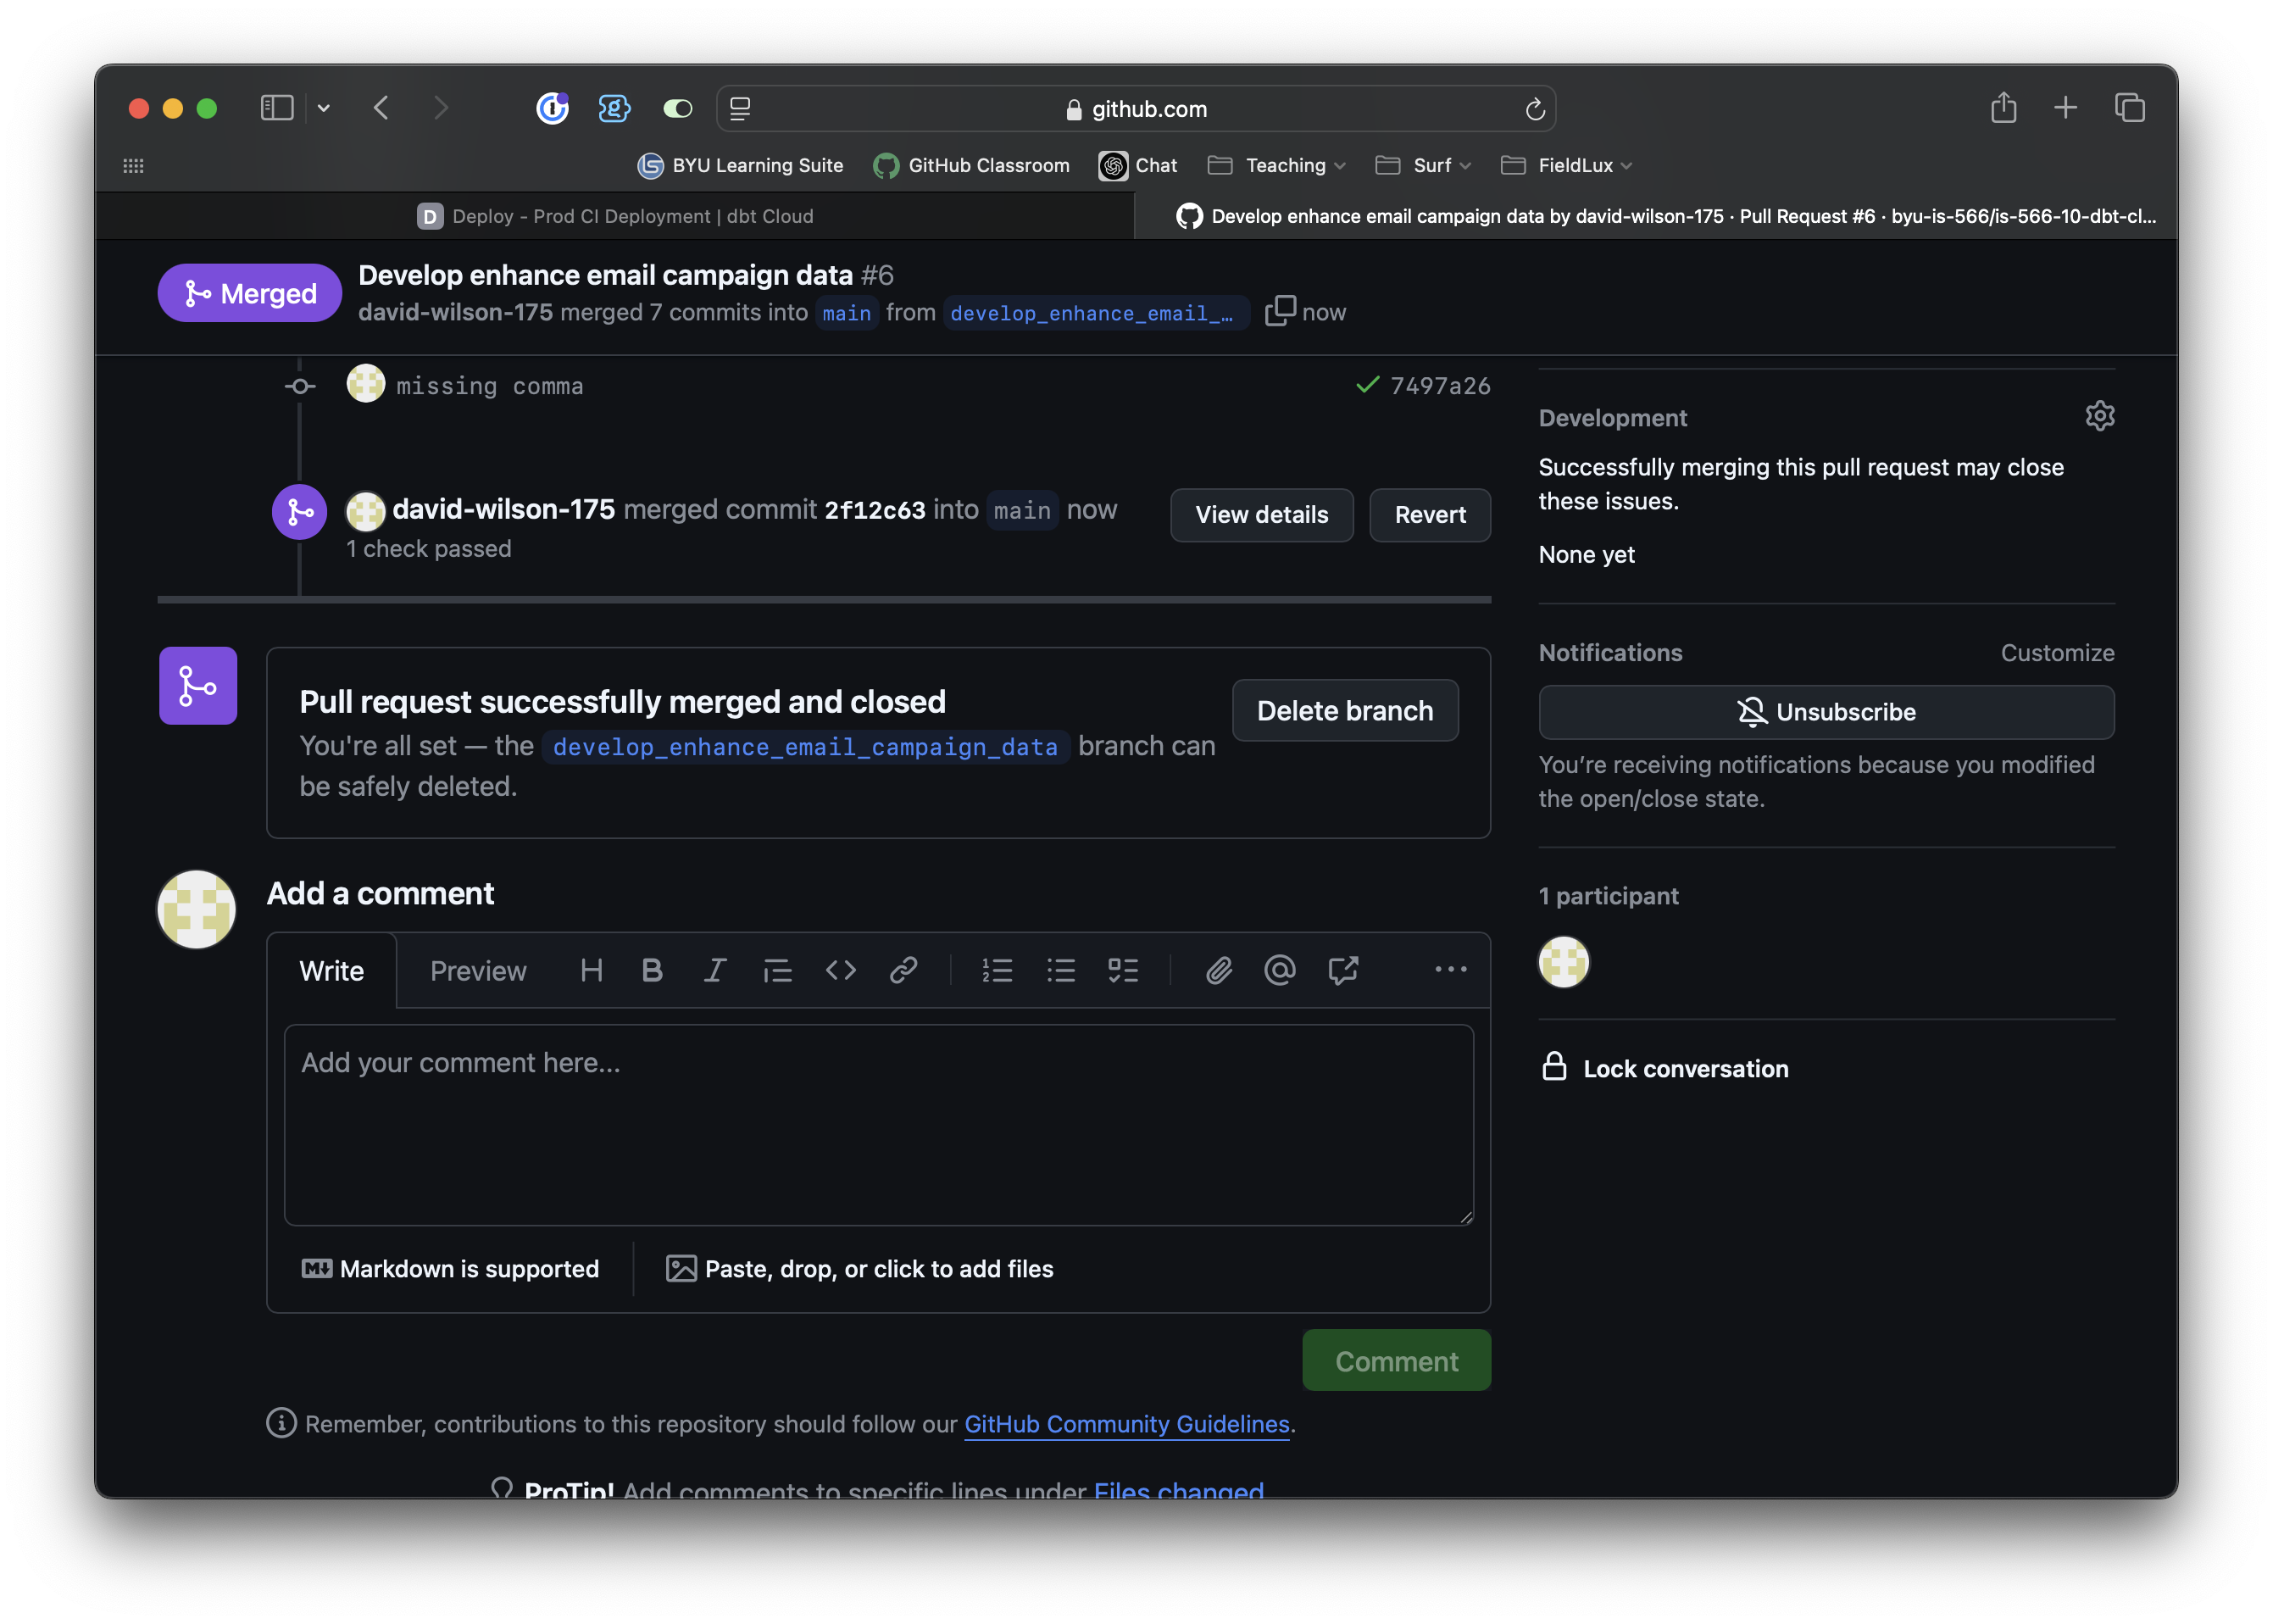 github.com
BYU Learning Suite
GitHub Classroom
Chat
Teaching
Surf
FieldLux
D Deploy - Prod CI Deployment | dbt Cloud
Develop enhance email campaign data by david-wilson-175 · Pull Request #6 · byu-is-566/is-566-10-dbt-cl...
Merged
Develop enhance email campaign data #6
david-wilson-175 merged 7 commits into main from develop_enhance_email_… now
missing comma
7497a26
david-wilson-175 merged commit 2f12c63 into main now
1 check passed
View details
Revert
Pull request successfully merged and closed
You're all set — the develop_enhance_email_campaign_data branch can
be safely deleted.
Delete branch
Add a comment
Write
Preview
Add your comment here...
Markdown is supported
Paste, drop, or click to add files
Comment
Remember, contributions to this repository should follow our GitHub Community Guidelines.
ProTip! Add comments to specific lines under Files changed
Development
Successfully merging this pull request may close
these issues.
None yet
Notifications
Customize
Unsubscribe
You’re receiving notifications because you modified
the open/close state.
1 participant
Lock conversation